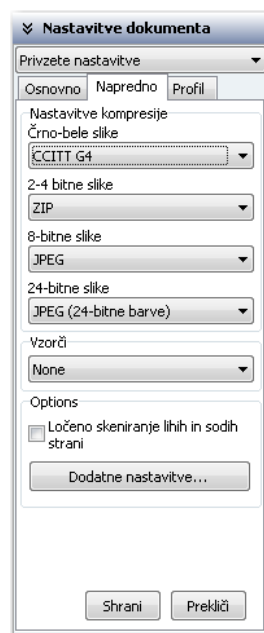 Nastavitve dokumenta
Privzete nastavitve
Osnovno Napredno Profil
Nastavitve kompresije
Črno-bele slike
CCITT G4
2-4 bitne slike
ZIP
8-bitne slike
JPEG
24-bitne slike
JPEG (24-bitne barve)
Vzorči
None
Options
Ločeno skeniranje lihih in sodih
strani
Dodatne nastavitve...
Shrani Prekliči